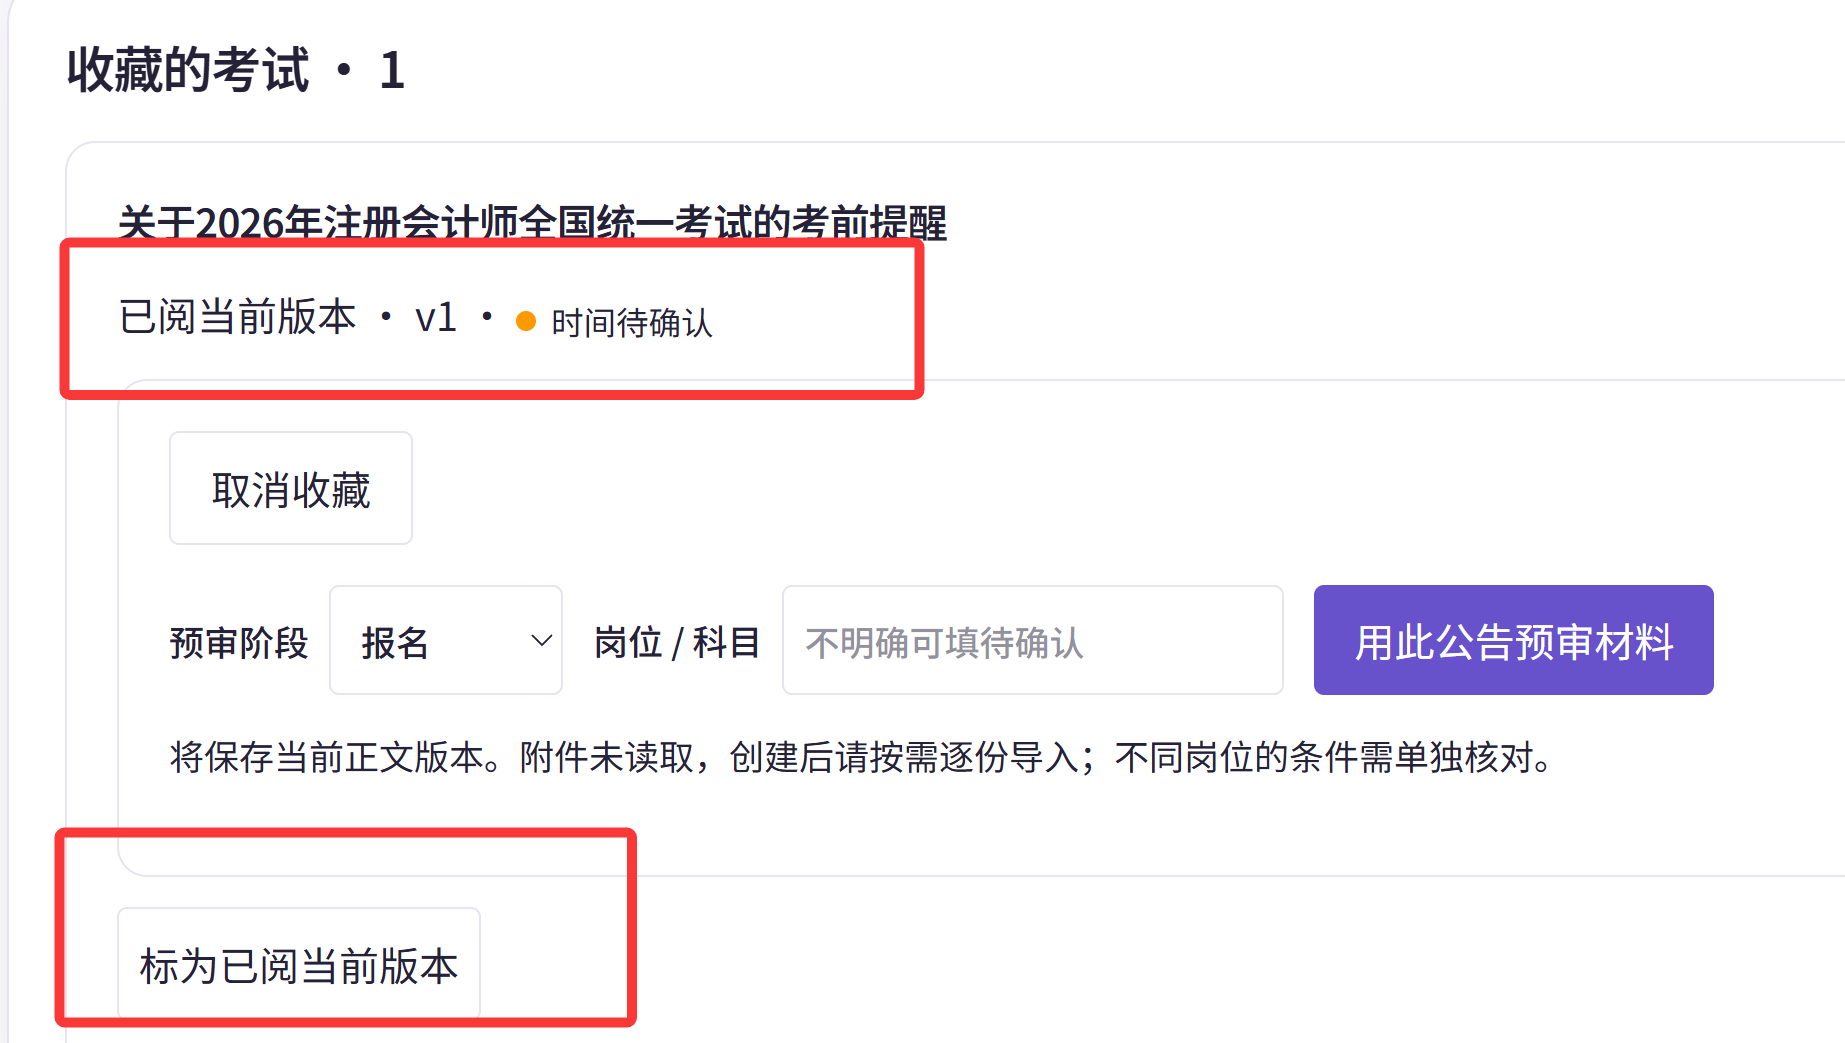 收藏的考试 · 1
关于2026年注册会计师全国统一考试的考前提醒
已阅当前版本 · v1 · 时间待确认
取消收藏
预审阶段 报名 岗位 / 科目 不明确可填待确认 用此公告预审材料
将保存当前正文版本。附件未读取，创建后请按需逐份导入；不同岗位的条件需单独核对。
标为已阅当前版本